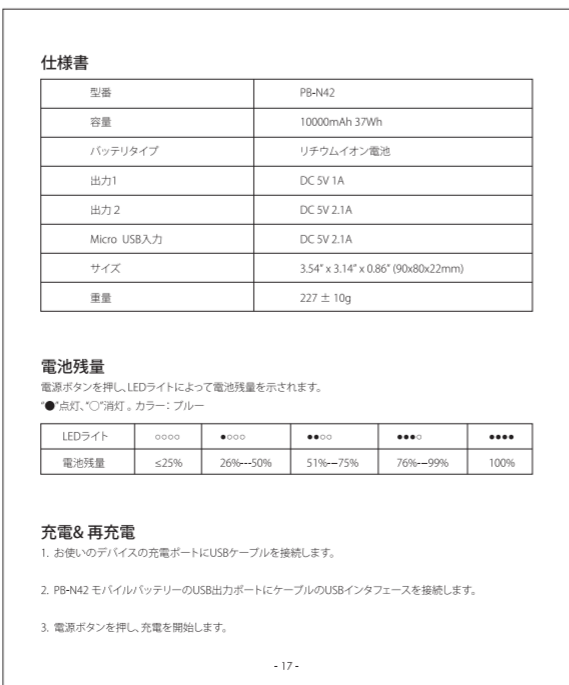 仕様書
型番 PB-N42
容量 10000mAh 37Wh
バッテリタイプ リチウムイオン電池
出力1 DC 5V 1A
出力 2 DC 5V 2.1A
Micro USB入力 DC 5V 2.1A
サイズ 3.54” x 3.14” x 0.86” (90x80x22mm)
重量 227 ± 10g
電池残量
電源ボタンを押し、LEDライトによって電池残量を示されます。
“●”点灯、“○”消灯 。カラー：ブルー
LEDライト ○○○○ ●○○○ ●●○○ ●●●○ ●●●●
電池残量 ≤25% 26%---50% 51%---75% 76%---99% 100%
充電& 再充電
1. お使いのデバイスの充電ポートにUSBケーブルを接続します。
2. PB-N42 モバイルバッテリーのUSB出力ポートにケーブルのUSBインタフェースを接続します。
3. 電源ボタンを押し、充電を開始します。
- 17 -